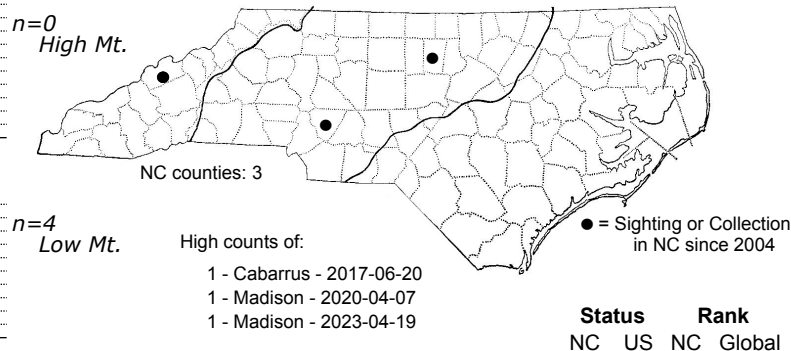 n=0
High Mt.
NC counties: 3
n=4
Low Mt.
High counts of:
1 - Cabarrus - 2017-06-20
1 - Madison - 2020-04-07
1 - Madison - 2023-04-19
● = Sighting or Collection
in NC since 2004
Status Rank
NC US NC Global